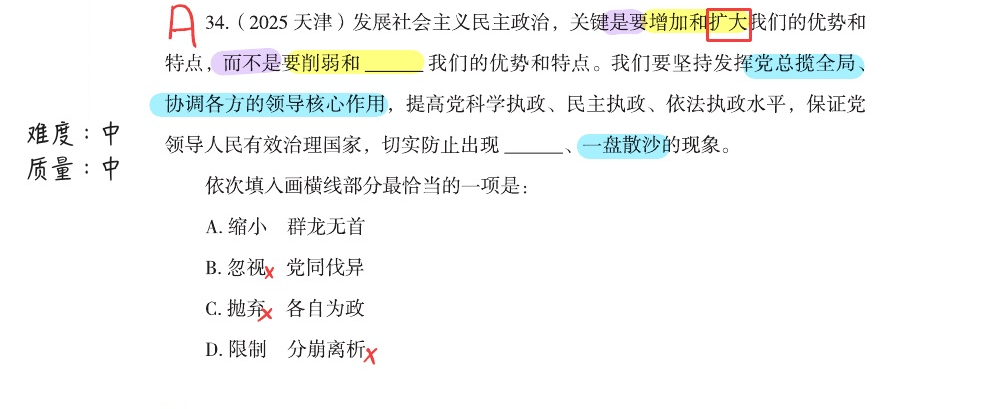 A 34.（2025 天津）发展社会主义民主政治，关键是要增加和扩大我们的优势和
特点，而不是要削弱和 ______ 我们的优势和特点。我们要坚持发挥党总揽全局、
协调各方的领导核心作用，提高党科学执政、民主执政、依法执政水平，保证党
难度：中
领导人民有效治理国家，切实防止出现 ______、一盘散沙的现象。
质量：中
依次填入画横线部分最恰当的一项是：
A. 缩小 群龙无首
B. 忽视x 党同伐异
C. 抛弃x 各自为政
D. 限制 分崩离析x